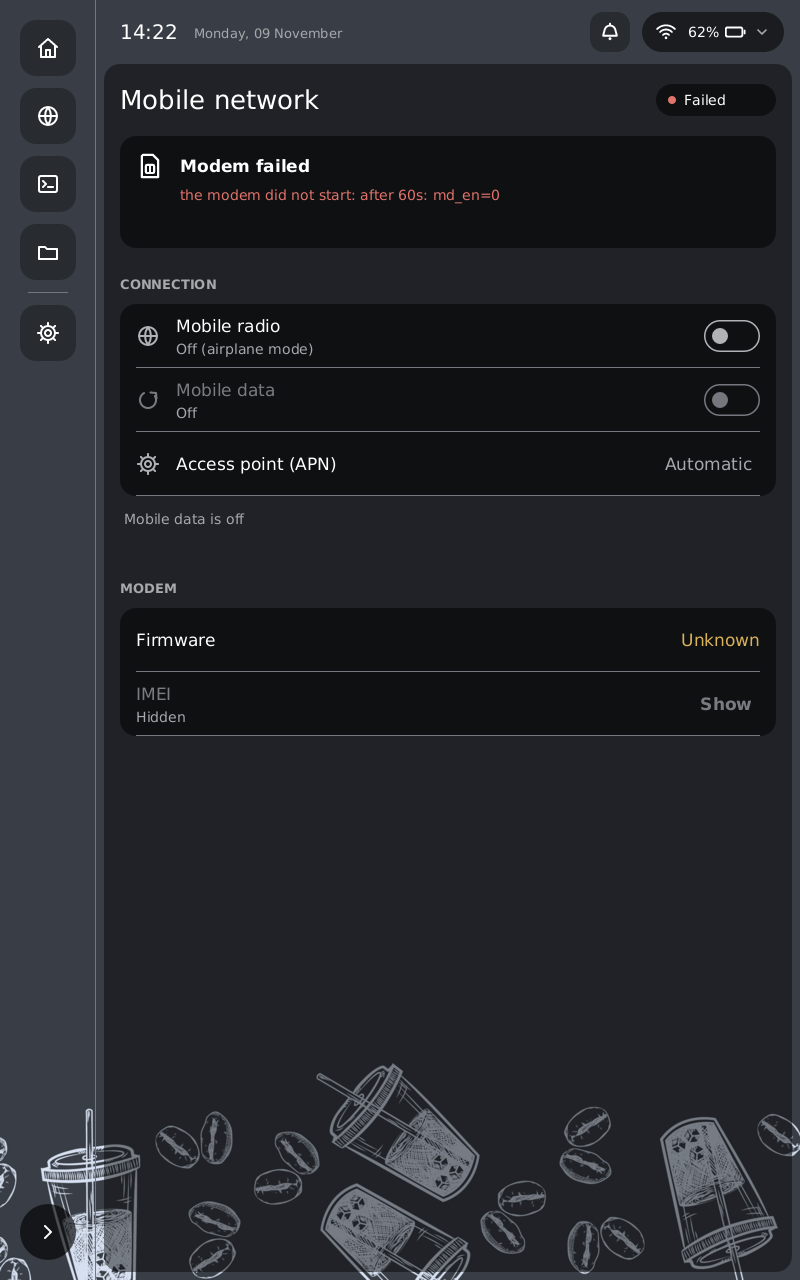 14:22 Monday, 09 November 62%
Mobile network Failed
Modem failed
the modem did not start: after 60s: md_en=0
CONNECTION
Mobile radio
Off (airplane mode)
Mobile data
Off
Access point (APN) Automatic
Mobile data is off
MODEM
Firmware Unknown
IMEI
Hidden
Show